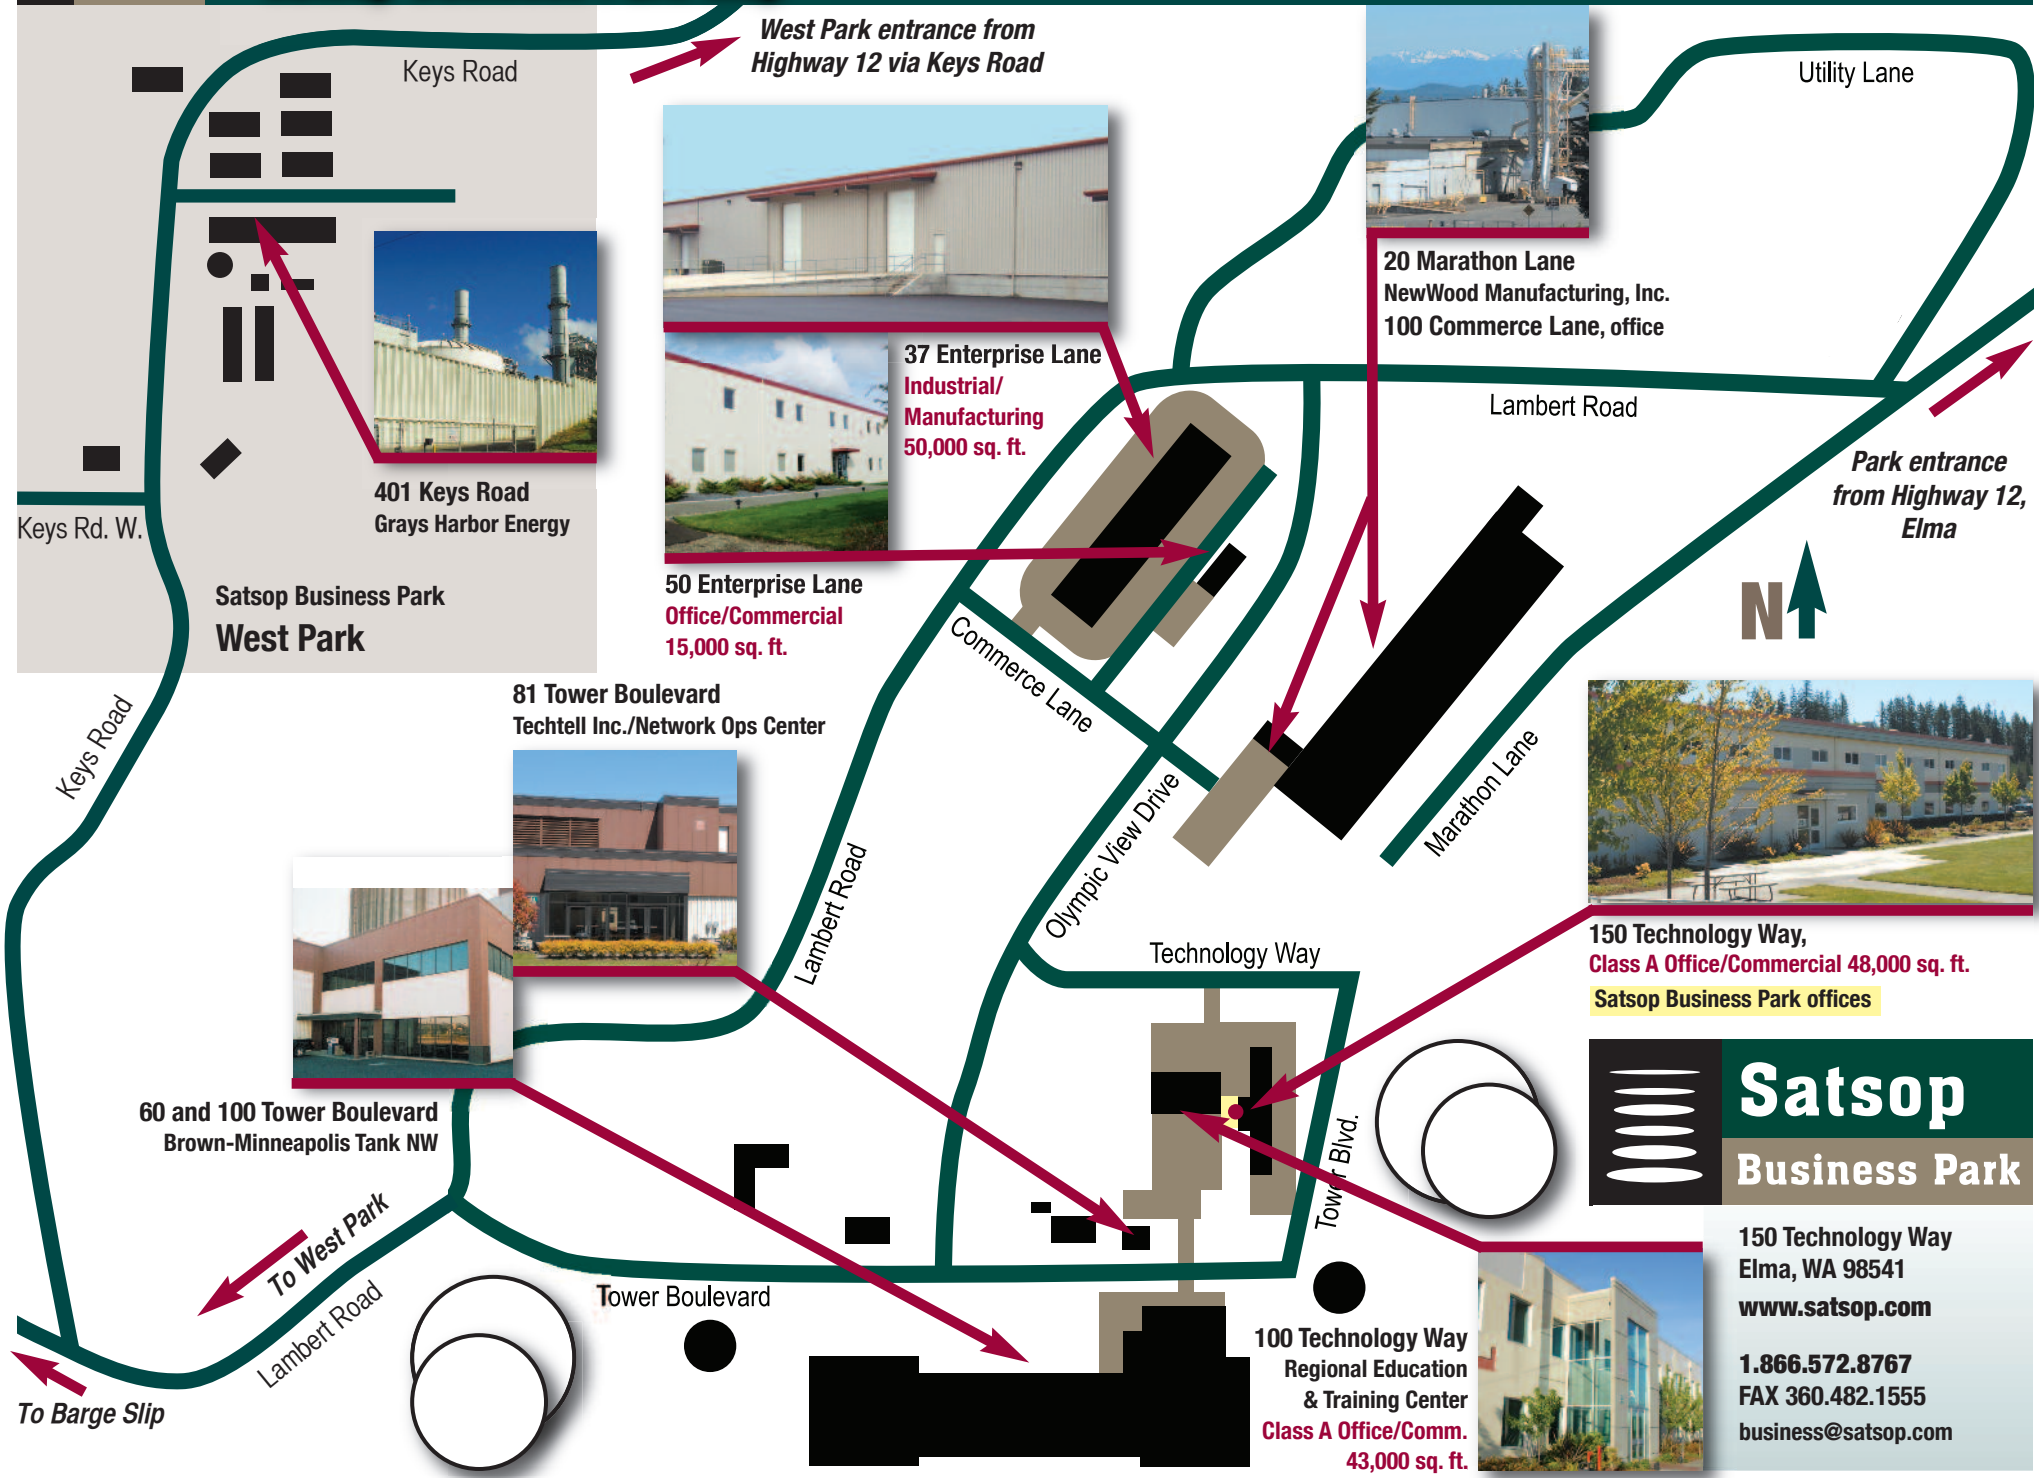 West Park entrance from
Highway 12 via Keys Road
Keys Road
Utility Lane
20 Marathon Lane
NewWood Manufacturing, Inc.
100 Commerce Lane, office
37 Enterprise Lane
Industrial/
Manufacturing
50,000 sq. ft.
Lambert Road
Park entrance
from Highway 12,
Elma
401 Keys Road
Grays Harbor Energy
Keys Rd. W.
N
50 Enterprise Lane
Office/Commercial
15,000 sq. ft.
Satsop Business Park
West Park
Commerce Lane
81 Tower Boulevard
Techtell Inc./Network Ops Center
Keys Road
Marathon Lane
Olympic View Drive
Lambert Road
Technology Way
150 Technology Way,
Class A Office/Commercial 48,000 sq. ft.
Satsop Business Park offices
60 and 100 Tower Boulevard
Brown-Minneapolis Tank NW
Tower Blvd.
Satsop
Business Park
To West Park
Lambert Road
Tower Boulevard
150 Technology Way
Elma, WA 98541
www.satsop.com
1.866.572.8767
FAX 360.482.1555
business@satsop.com
100 Technology Way
Regional Education
& Training Center
Class A Office/Comm.
43,000 sq. ft.
To Barge Slip